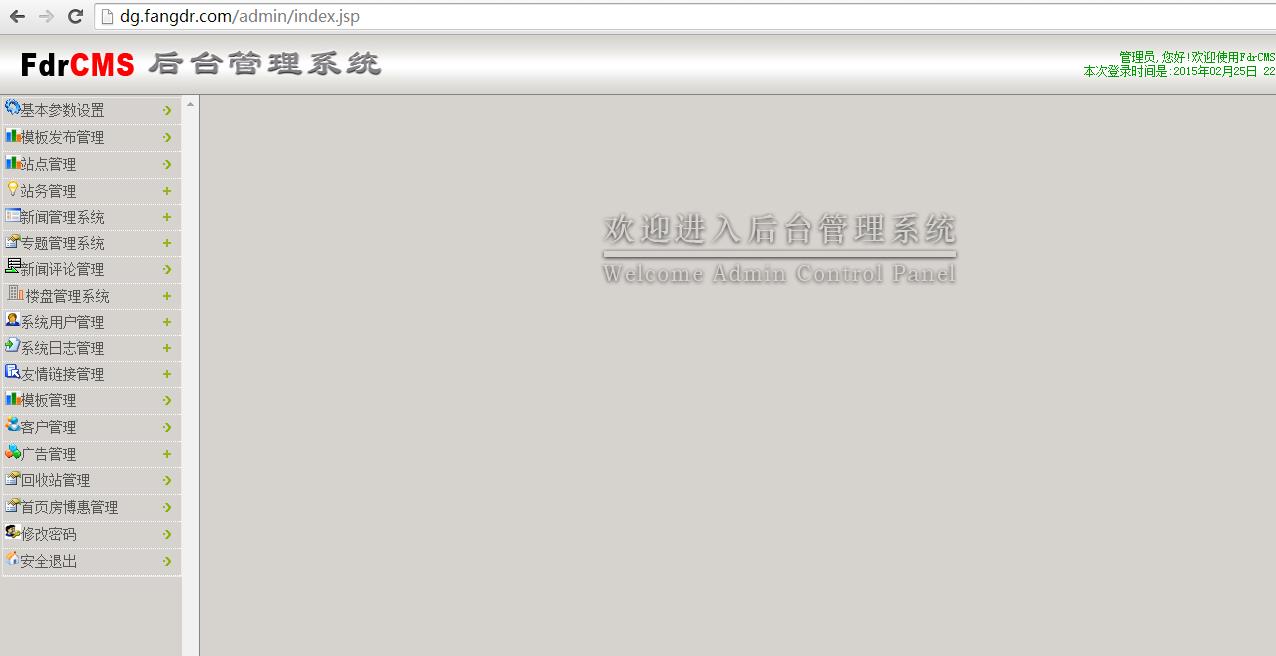 dg.fangdr.com/admin/index.jsp
FdrCMS 后台管理系统
管理员,您好!欢迎使用FdrCMS
本次登录时间是:2015年02月25日 22
基本参数设置
模板发布管理
站点管理
站务管理
新闻管理系统
专题管理系统
新闻评论管理
楼盘管理系统
系统用户管理
系统日志管理
友情链接管理
模板管理
客户管理
广告管理
回收站管理
首页房博惠管理
修改密码
安全退出
欢迎进入后台管理系统
Welcome Admin Control Panel